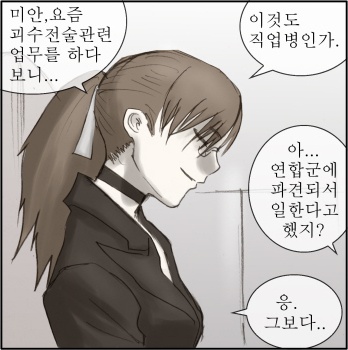 미안,요즘
괴수전술관련
업무를 하다
보니...
이것도
직업병인가.
아...
연합군에
파견되서
일한다고
했지?
응.
그보다..